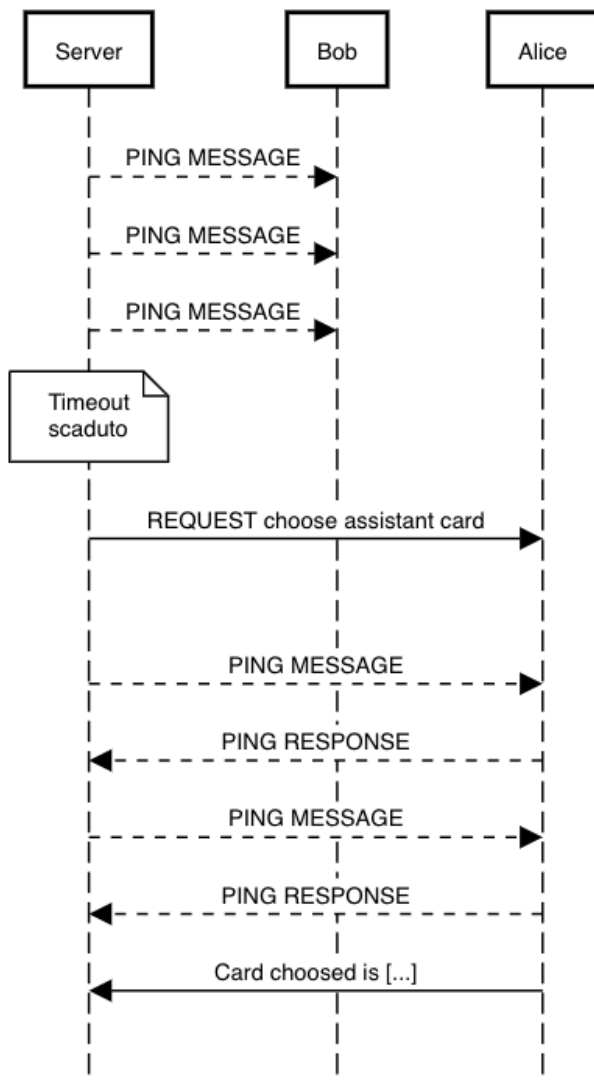 Server
Bob
Alice
PING MESSAGE
PING MESSAGE
PING MESSAGE
Timeout
scaduto
REQUEST choose assistant card
PING MESSAGE
PING RESPONSE
PING MESSAGE
PING RESPONSE
Card choosed is [...]